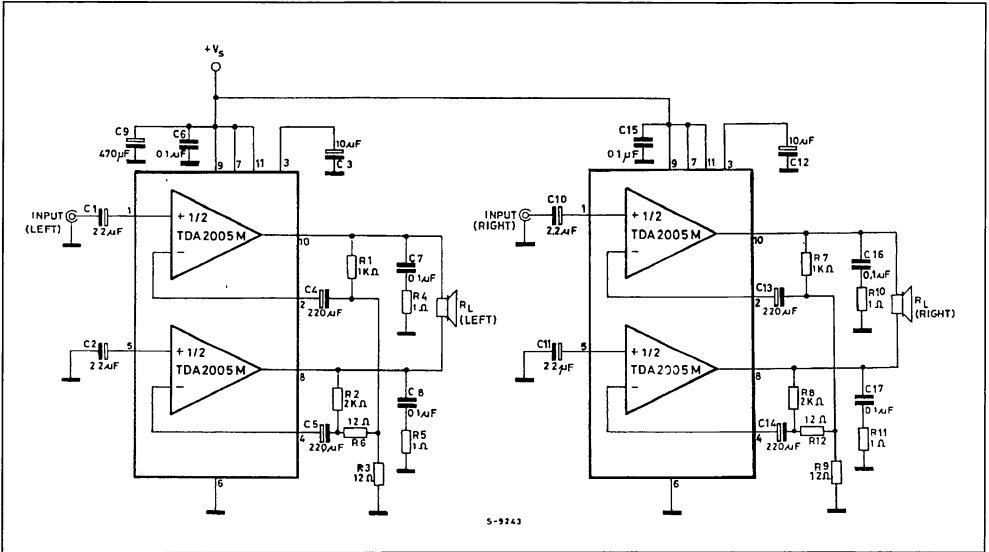 +Vs
C9
470µF
C6
0.1µF
9
7
11
3
10µF
C3
INPUT
(LEFT)
C1
2.2µF
1
+ 1/2
TDA2005M
−
10
2
R1
1KΩ
C4
220µF
C7
0.1µF
R4
1Ω
RL
(LEFT)
C2
2.2µF
5
+ 1/2
TDA2005M
−
8
4
R2
2KΩ
C5
220µF
12Ω
R6
R3
12Ω
C8
0.1µF
R5
1Ω
6
C15
0.1µF
9
7
11
3
10µF
C12
INPUT
(RIGHT)
C10
2.2µF
1
+ 1/2
TDA2005M
−
10
2
R7
1KΩ
C13
220µF
C16
0.1µF
R10
1Ω
RL
(RIGHT)
C11
2.2µF
5
+ 1/2
TDA2005M
−
8
4
R8
2KΩ
C14
220µF
12Ω
R12
R9
12Ω
C17
0.1µF
R11
1Ω
6
S-9243